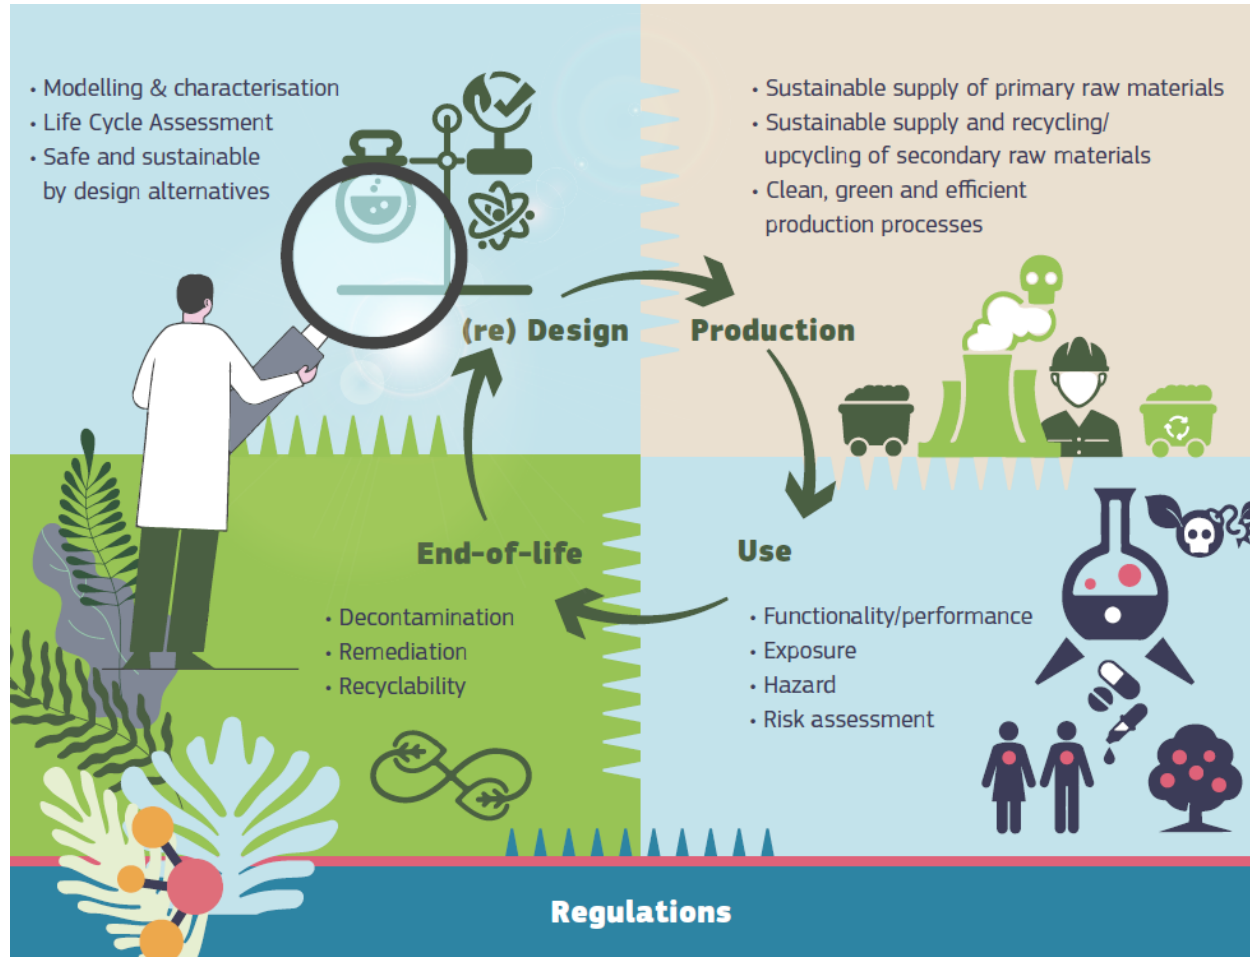 • Modelling & characterisation
• Life Cycle Assessment
• Safe and sustainable
by design alternatives
• Sustainable supply of primary raw materials
• Sustainable supply and recycling/
upcycling of secondary raw materials
• Clean, green and efficient
production processes
(re) Design
Production
End-of-life
• Decontamination
• Remediation
• Recyclability
Use
• Functionality/performance
• Exposure
• Hazard
• Risk assessment
Regulations